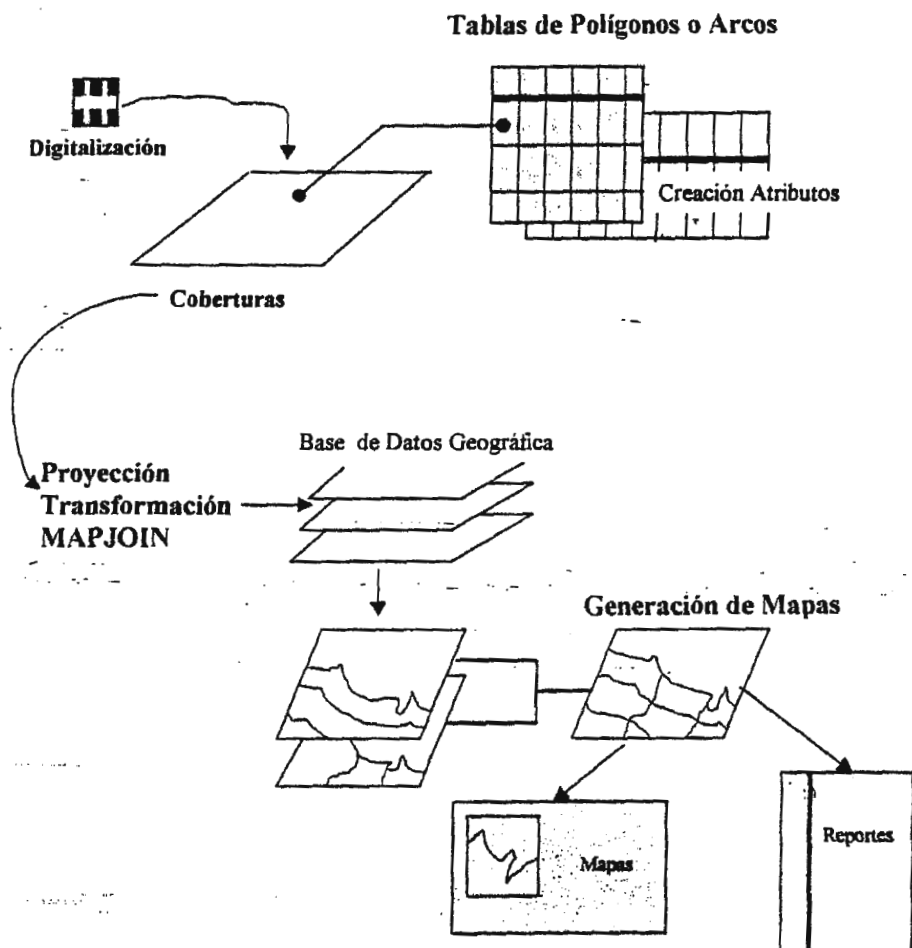 Tablas de Polígonos o Arcos
Digitalización
Creación Atributos
Coberturas
Base de Datos Geográfica
Proyección
Transformación
MAPJOIN
Generación de Mapas
Mapas
Reportes